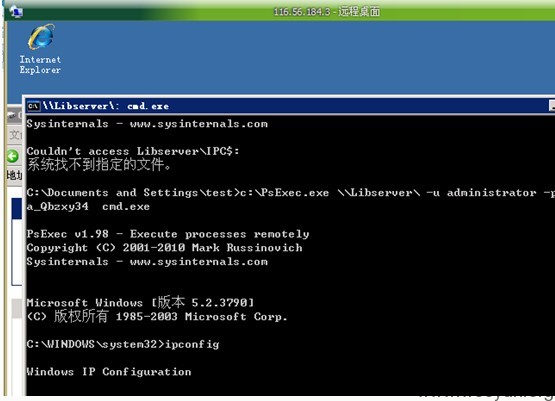 116.56.184.3 - 远程桌面
Internet
Explorer
\\Libserver\: cmd.exe
Sysinternals - www.sysinternals.com
Couldn't access Libserver\IPC$:
系统找不到指定的文件。
C:\Documents and Settings\test>c:\PsExec.exe \\Libserver\ -u administrator -p
a_Qbzxy34  cmd.exe
PsExec v1.98 - Execute processes remotely
Copyright (C) 2001-2010 Mark Russinovich
Sysinternals - www.sysinternals.com
Microsoft Windows [版本 5.2.3790]
(C) 版权所有 1985-2003 Microsoft Corp.
C:\WINDOWS\system32>ipconfig
Windows IP Configuration